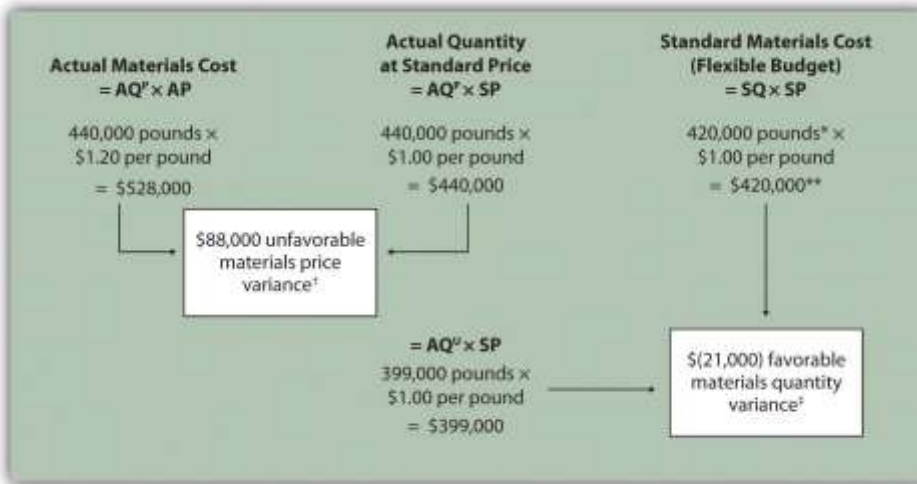 Actual Materials Cost
= AQᴾ × AP
440,000 pounds ×
$1.20 per pound
= $528,000
Actual Quantity
at Standard Price
= AQᴾ × SP
440,000 pounds ×
$1.00 per pound
= $440,000
Standard Materials Cost
(Flexible Budget)
= SQ × SP
420,000 pounds* ×
$1.00 per pound
= $420,000**
$88,000 unfavorable
materials price
variance†
= AQᵁ × SP
399,000 pounds ×
$1.00 per pound
= $399,000
$(21,000) favorable
materials quantity
variance‡